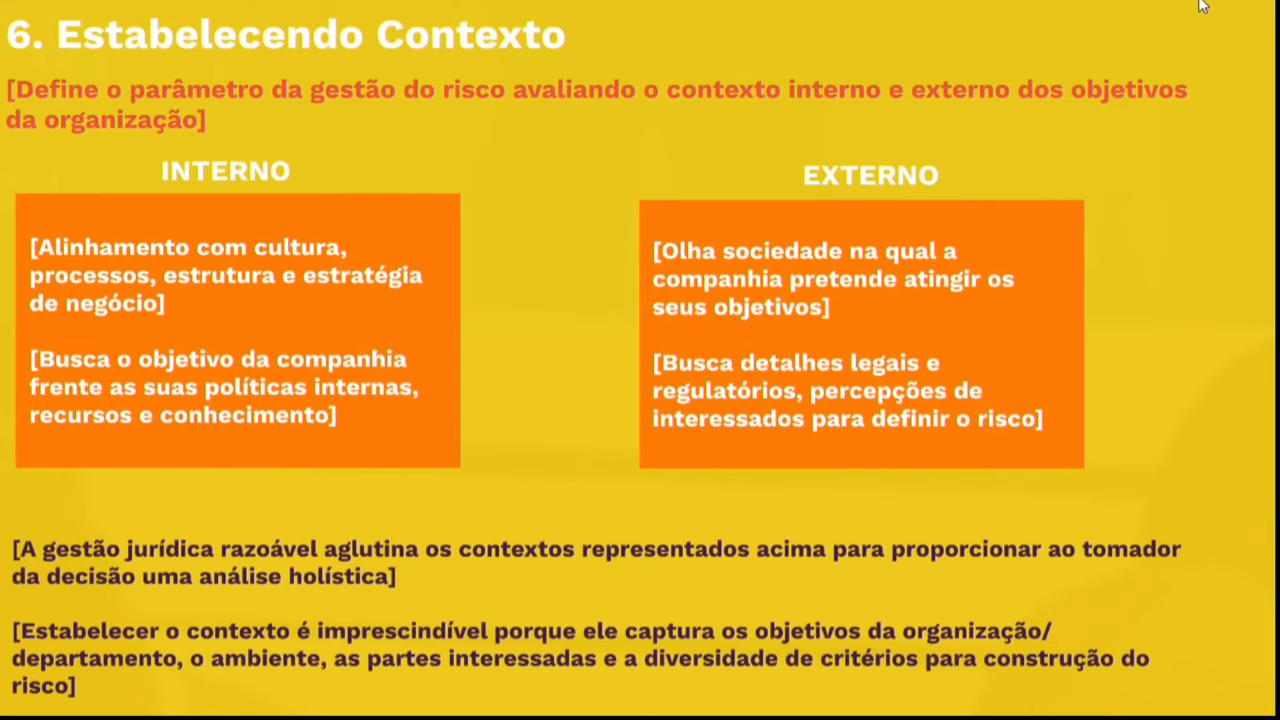 6. Estabelecendo Contexto
[Define o parâmetro da gestão do risco avaliando o contexto interno e externo dos objetivos
da organização]
INTERNO
[Alinhamento com cultura,
processos, estrutura e estratégia
de negócio]
[Busca o objetivo da companhia
frente as suas políticas internas,
recursos e conhecimento]
EXTERNO
[Olha sociedade na qual a
companhia pretende atingir os
seus objetivos]
[Busca detalhes legais e
regulatórios, percepções de
interessados para definir o risco]
[A gestão jurídica razoável aglutina os contextos representados acima para proporcionar ao tomador
da decisão uma análise holística]
[Estabelecer o contexto é imprescindível porque ele captura os objetivos da organização/
departamento, o ambiente, as partes interessadas e a diversidade de critérios para construção do
risco]